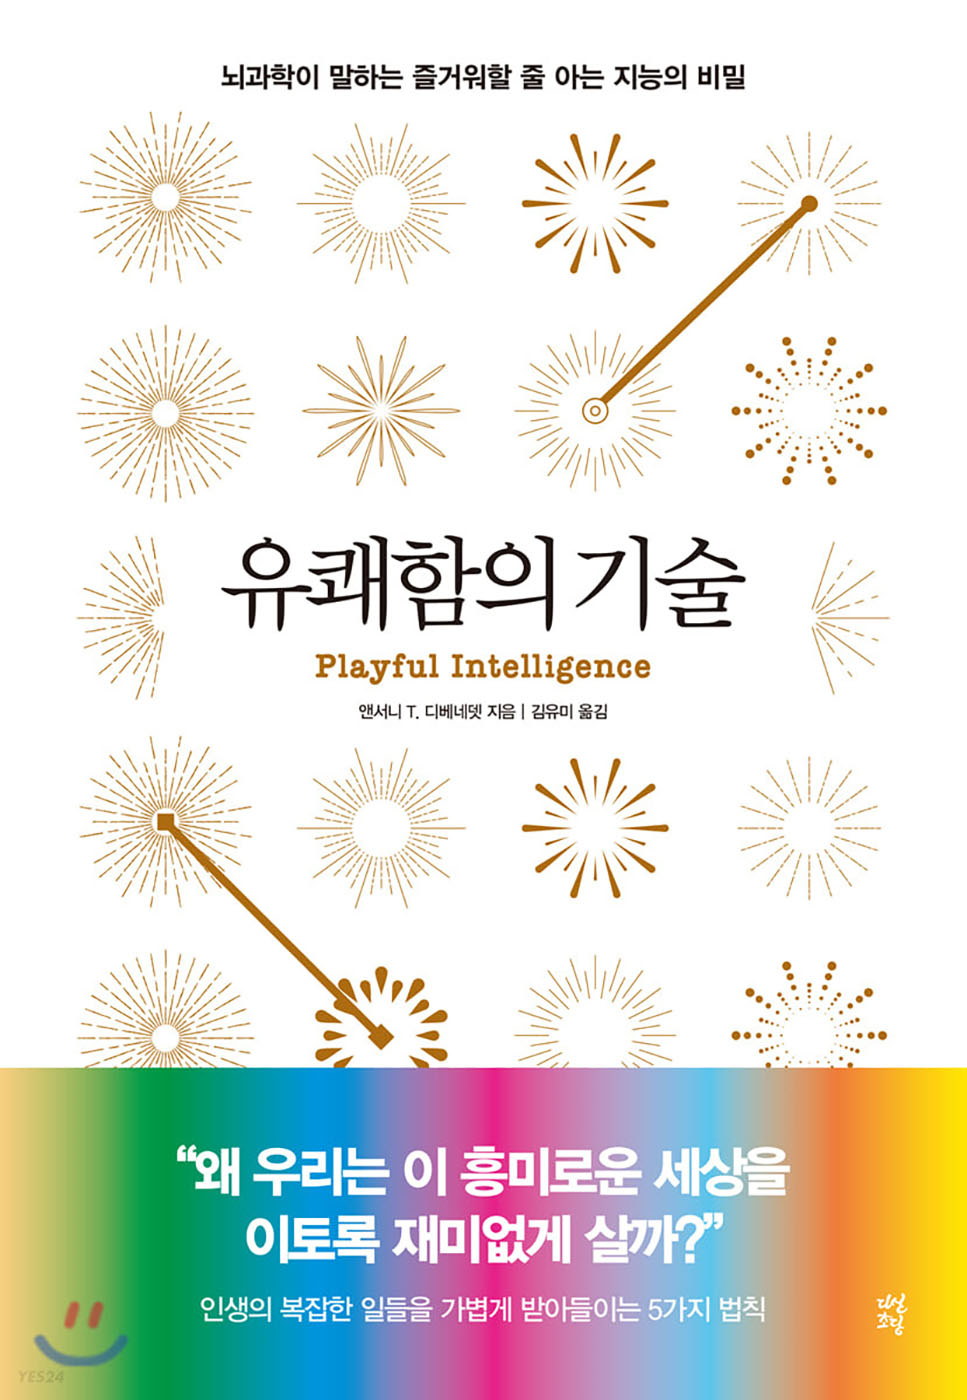 뇌과학이 말하는 즐거워할 줄 아는 지능의 비밀
유쾌함의 기술
Playful Intelligence
앤서니 T. 디베네뎃 지음 | 김유미 옮김
“왜 우리는 이 흥미로운 세상을
이토록 재미없게 살까?”
인생의 복잡한 일들을 가볍게 받아들이는 5가지 법칙
다산
초당
YES24